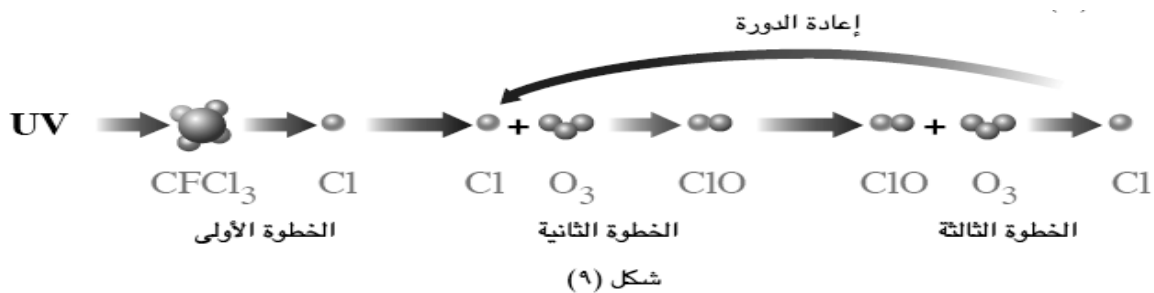 إعادة الدورة
UV CFCl₃ Cl Cl + O₃ ClO ClO + O₃ Cl
الخطوة الأولى الخطوة الثانية الخطوة الثالثة
شكل (٩)